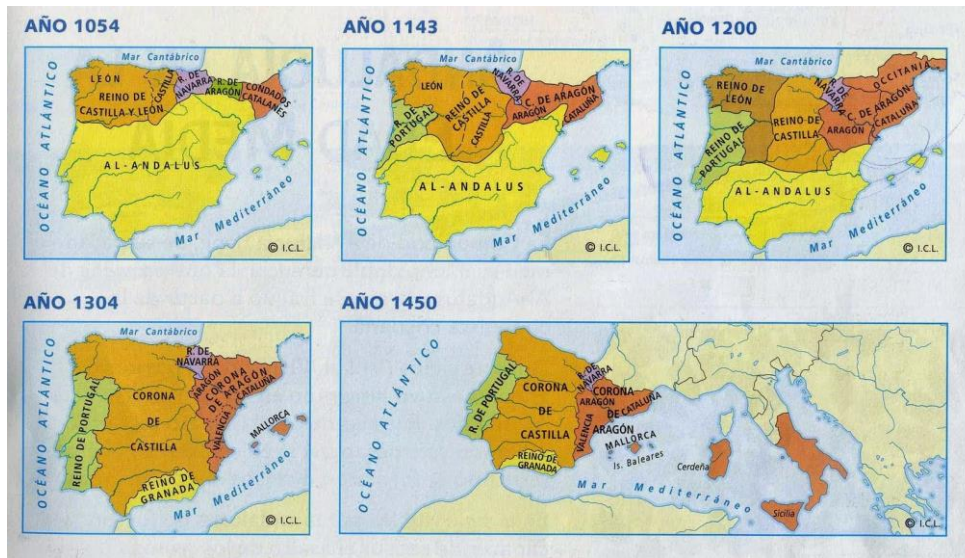 AÑO 1054
Mar Cantábrico
OCÉANO ATLÁNTICO
LEÓN
REINO DE
CASTILLA Y LEÓN
CASTILLA
R. DE
NAVARRA
R. DE
ARAGÓN
CONDADOS
CATALANES
AL-ANDALUS
Mar Mediterráneo
© I.C.L.
AÑO 1143
Mar Cantábrico
OCÉANO ATLÁNTICO
LEÓN
REINO DE
CASTILLA
CASTILLA
R. DE
NAVARRA
C. DE ARAGÓN
ARAGÓN
CATALUÑA
R. DE
PORTUGAL
AL-ANDALUS
Mar Mediterráneo
© I.C.L.
AÑO 1200
Mar Cantábrico
OCÉANO ATLÁNTICO
REINO DE
LEÓN
REINO DE
CASTILLA
R. DE
NAVARRA
OCCITANIA
C. DE ARAGÓN-
CATALUÑA
ARAGÓN
REINO DE
PORTUGAL
AL-ANDALUS
Mar Mediterráneo
© I.C.L.
AÑO 1304
Mar Cantábrico
OCÉANO ATLÁNTICO
R. DE
NAVARRA
ARAGÓN
CORONA
DE ARAGÓN
CATALUÑA
CORONA
DE
CASTILLA
VALENCIA
MALLORCA
REINO DE PORTUGAL
REINO DE
GRANADA
Mar Mediterráneo
© I.C.L.
AÑO 1450
OCÉANO ATLÁNTICO
R. DE PORTUGAL
CORONA
DE
CASTILLA
R. DE
NAVARRA
CORONA
ARAGÓN
DE CATALUÑA
ARAGÓN
VALENCIA
MALLORCA
Is. Baleares
REINO DE
GRANADA
Cerdeña
Sicilia
Mar Mediterráneo
© I.C.L.